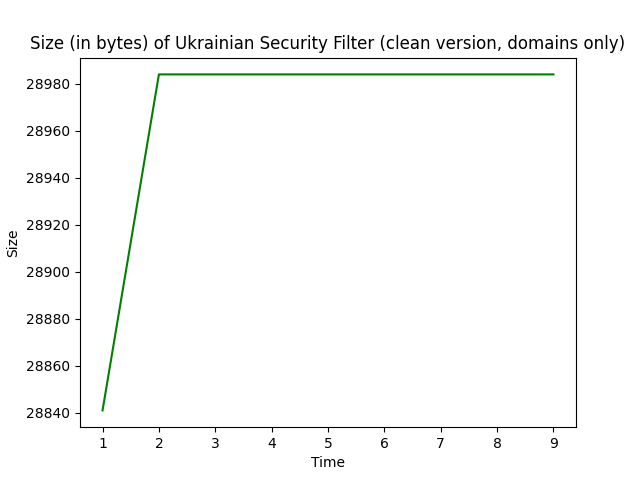 Size (in bytes) of Ukrainian Security Filter (clean version, domains only)
28980
28960
28940
28920
28900
28880
28860
28840
Size
1 2 3 4 5 6 7 8 9
Time